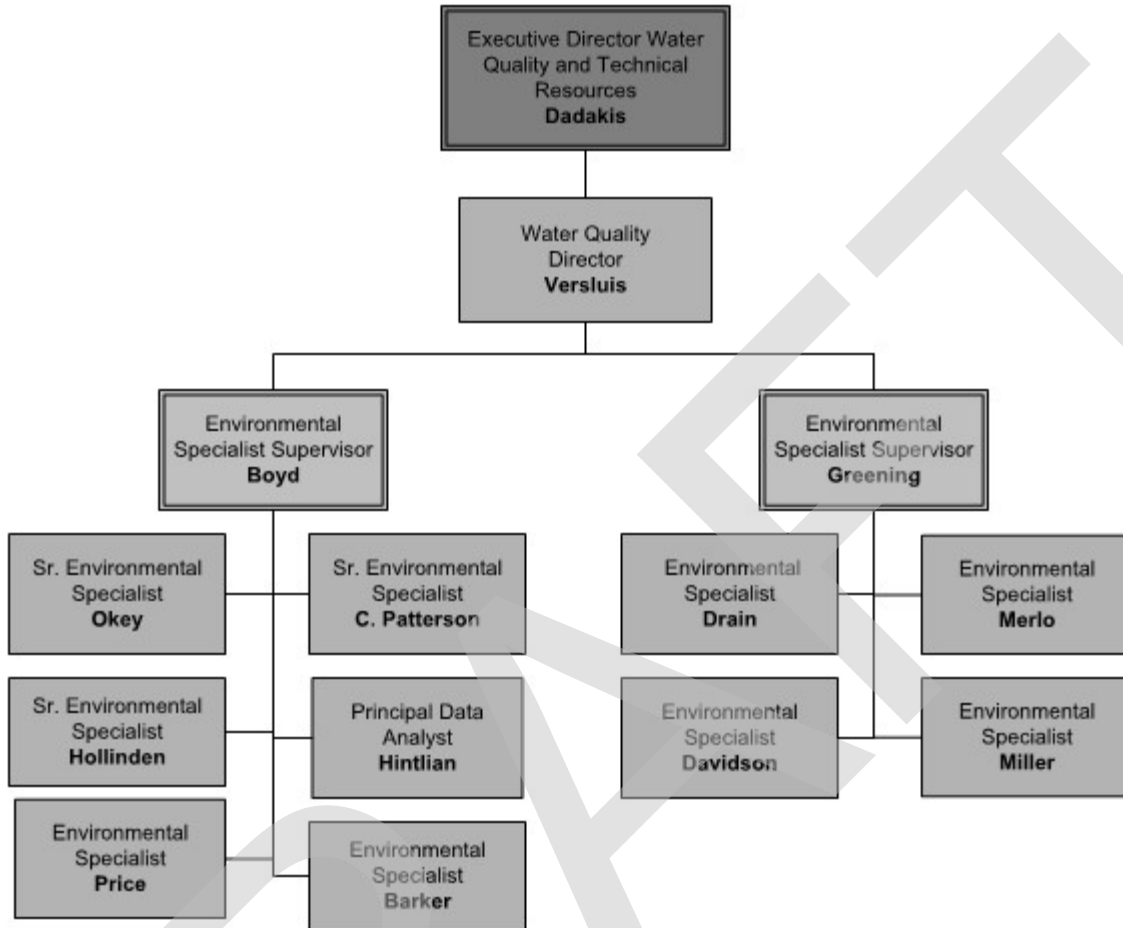 Executive Director Water
Quality and Technical
Resources
Dadakis
Water Quality
Director
Versluis
Environmental
Specialist Supervisor
Boyd
Environmental
Specialist Supervisor
Greening
Sr. Environmental
Specialist
Okey
Sr. Environmental
Specialist
C. Patterson
Environmental
Specialist
Drain
Environmental
Specialist
Merlo
Sr. Environmental
Specialist
Hollinden
Principal Data
Analyst
Hintlian
Environmental
Specialist
Davidson
Environmental
Specialist
Miller
Environmental
Specialist
Price
Environmental
Specialist
Barker
DRAFT